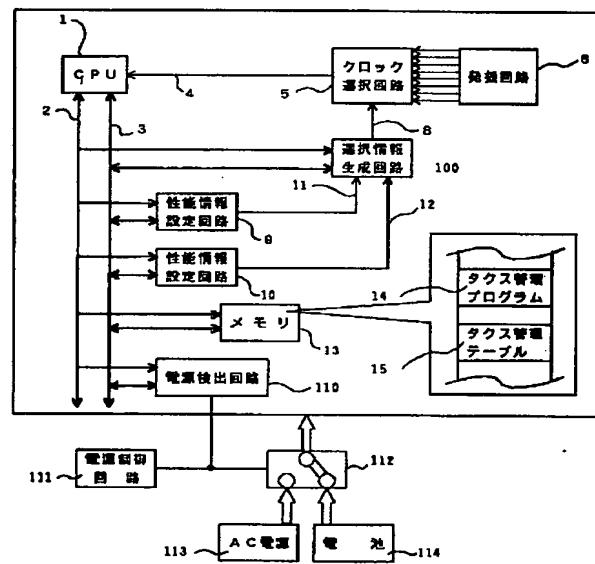 1
CPU
2
3
4
クロック
選択回路
5
発振回路
6
8
選択情報
生成回路
100
11
12
性能情報
設定回路
9
性能情報
設定回路
10
メモリ
13
14
タクス管理
プログラム
タクス管理
テーブル
15
電源検出回路
110
電源制御
回路
111
112
AC電源
113
電池
114